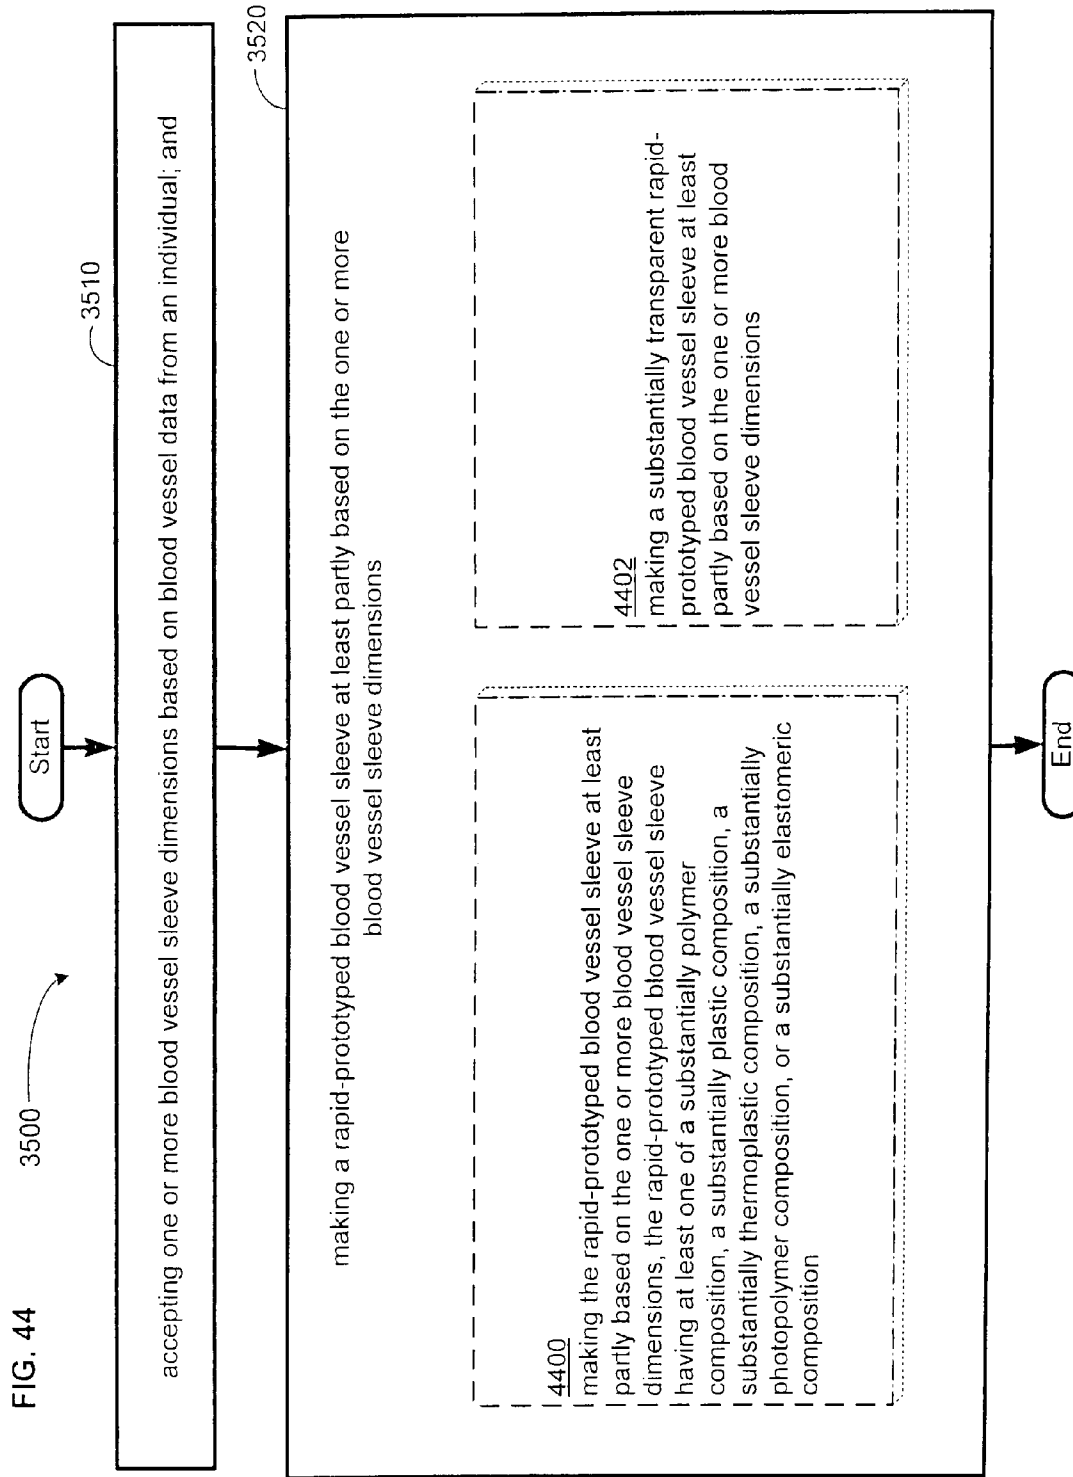 FIG. 44
3500
Start
3510
accepting one or more blood vessel sleeve dimensions based on blood vessel data from an individual; and
3520
making a rapid-prototyped blood vessel sleeve at least partly based on the one or more
blood vessel sleeve dimensions
4400
making the rapid-prototyped blood vessel sleeve at least
partly based on the one or more blood vessel sleeve
dimensions, the rapid-prototyped blood vessel sleeve
having at least one of a substantially polymer
composition, a substantially plastic composition, a
substantially thermoplastic composition, a substantially
photopolymer composition, or a substantially elastomeric
composition
4402
making a substantially transparent rapid-
prototyped blood vessel sleeve at least
partly based on the one or more blood
vessel sleeve dimensions
End